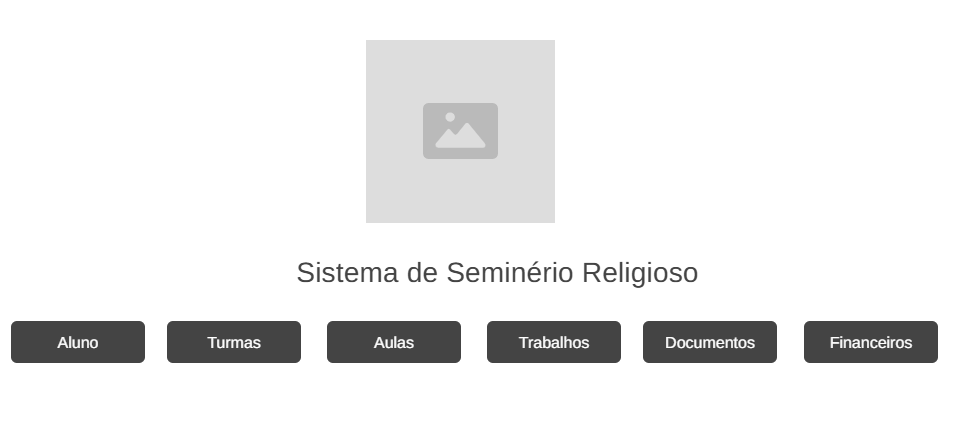 Sistema de Seminério Religioso
Aluno Turmas Aulas Trabalhos Documentos Financeiros